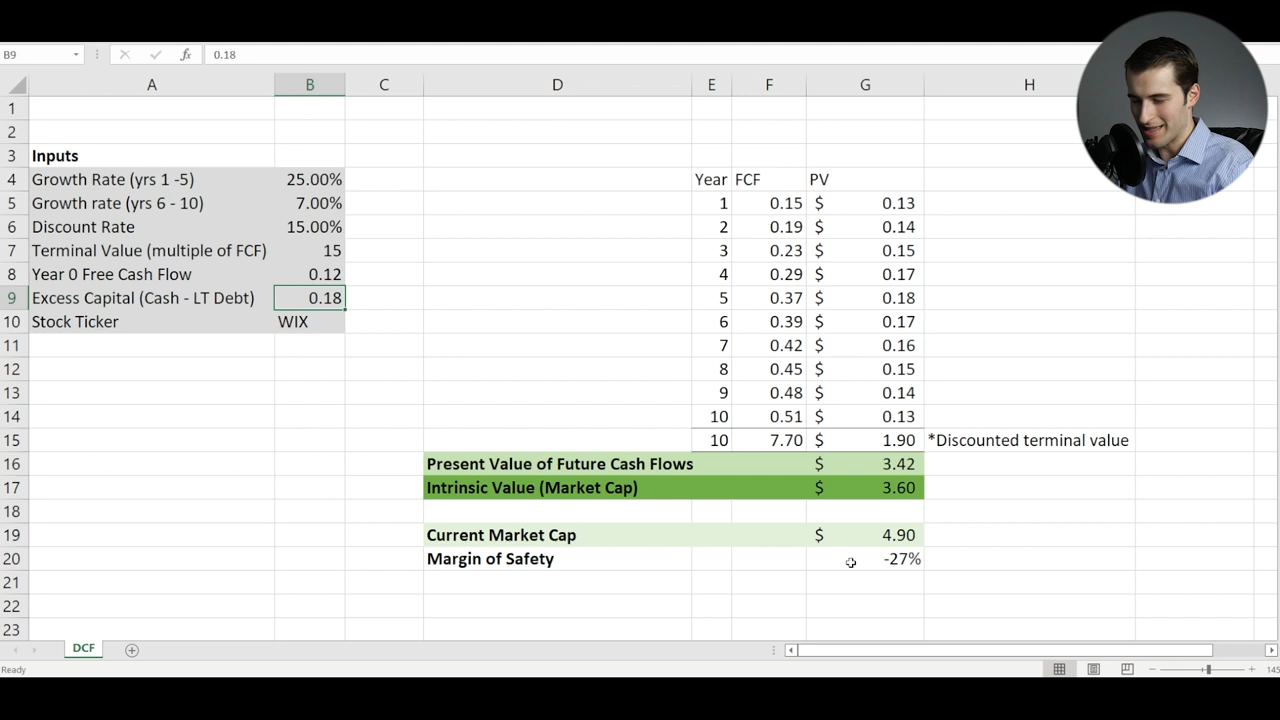 B9 fx 0.18
A B C D E F G H
1
2
3 Inputs
4 Growth Rate (yrs 1 -5) 25.00% Year FCF PV
5 Growth rate (yrs 6 - 10) 7.00% 1 0.15 $ 0.13
6 Discount Rate 15.00% 2 0.19 $ 0.14
7 Terminal Value (multiple of FCF) 15 3 0.23 $ 0.15
8 Year 0 Free Cash Flow 0.12 4 0.29 $ 0.17
9 Excess Capital (Cash - LT Debt) 0.18 5 0.37 $ 0.18
10 Stock Ticker WIX 6 0.39 $ 0.17
11 7 0.42 $ 0.16
12 8 0.45 $ 0.15
13 9 0.48 $ 0.14
14 10 0.51 $ 0.13
15 10 7.70 $ 1.90 *Discounted terminal value
16 Present Value of Future Cash Flows $ 3.42
17 Intrinsic Value (Market Cap) $ 3.60
18
19 Current Market Cap $ 4.90
20 Margin of Safety -27%
21
22
23
DCF
Ready 145